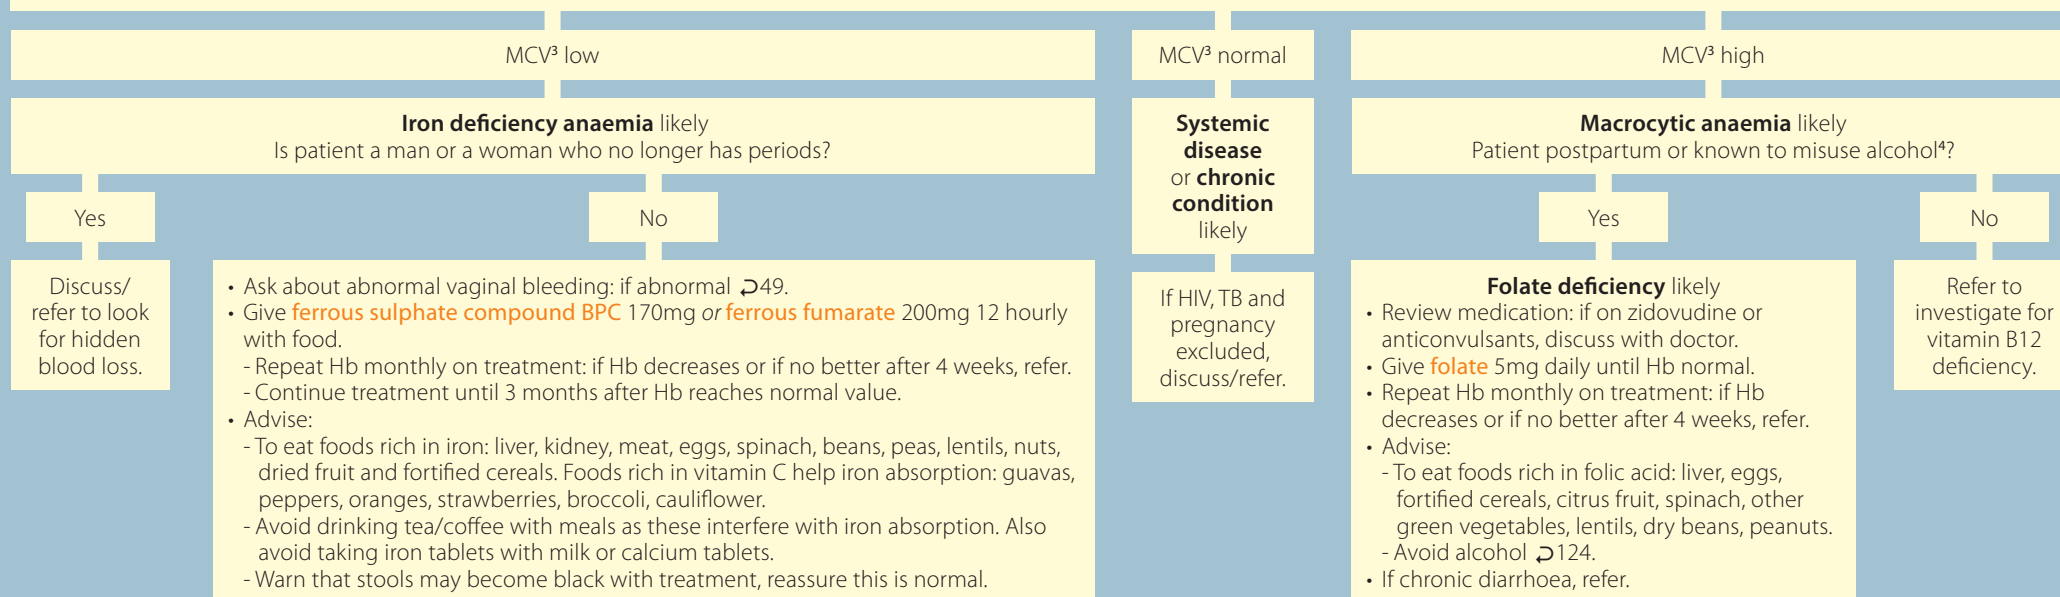 MCV³ low
MCV³ normal
MCV³ high
Iron deficiency anaemia likely
Is patient a man or a woman who no longer has periods?
Yes
No
Discuss/
refer to look
for hidden
blood loss.
• Ask about abnormal vaginal bleeding: if abnormal ⮌49.
• Give ferrous sulphate compound BPC 170mg or ferrous fumarate 200mg 12 hourly
with food.
- Repeat Hb monthly on treatment: if Hb decreases or if no better after 4 weeks, refer.
- Continue treatment until 3 months after Hb reaches normal value.
• Advise:
- To eat foods rich in iron: liver, kidney, meat, eggs, spinach, beans, peas, lentils, nuts,
dried fruit and fortified cereals. Foods rich in vitamin C help iron absorption: guavas,
peppers, oranges, strawberries, broccoli, cauliflower.
- Avoid drinking tea/coffee with meals as these interfere with iron absorption. Also
avoid taking iron tablets with milk or calcium tablets.
- Warn that stools may become black with treatment, reassure this is normal.
Systemic
disease
or chronic
condition
likely
If HIV, TB and
pregnancy
excluded,
discuss/refer.
Macrocytic anaemia likely
Patient postpartum or known to misuse alcohol⁴?
Yes
No
Folate deficiency likely
• Review medication: if on zidovudine or
anticonvulsants, discuss with doctor.
• Give folate 5mg daily until Hb normal.
• Repeat Hb monthly on treatment: if Hb
decreases or if no better after 4 weeks, refer.
• Advise:
- To eat foods rich in folic acid: liver, eggs,
fortified cereals, citrus fruit, spinach, other
green vegetables, lentils, dry beans, peanuts.
- Avoid alcohol ⮌124.
• If chronic diarrhoea, refer.
Refer to
investigate for
vitamin B12
deficiency.